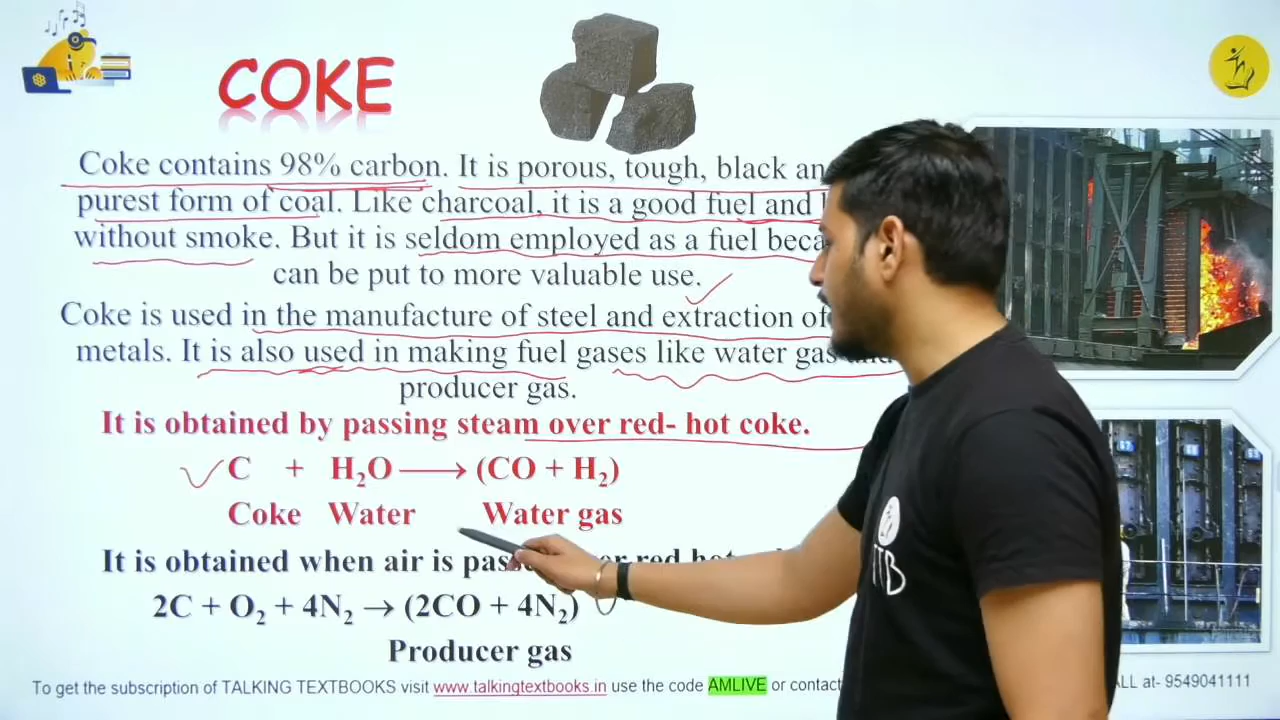 COKE
Coke contains 98% carbon. It is porous, tough, black
purest form of coal. Like charcoal, it is a good fuel and
without smoke. But it is seldom employed as a fuel
can be put to more valuable use.
Coke is used in the manufacture of steel and extraction of
metals. It is also used in making fuel gases like water gas and
producer gas.
It is obtained by passing steam over red- hot coke.
C + H₂O ⟶ (CO + H₂)
Coke Water Water gas
It is obtained when air is red hot
2C + O₂ + 4N₂ → (2CO + 4N₂)
Producer gas
To get the subscription of TALKING TEXTBOOKS visit www.talkingtextbooks.in use the code AMLIVE or contact at- 9549041111
TTB